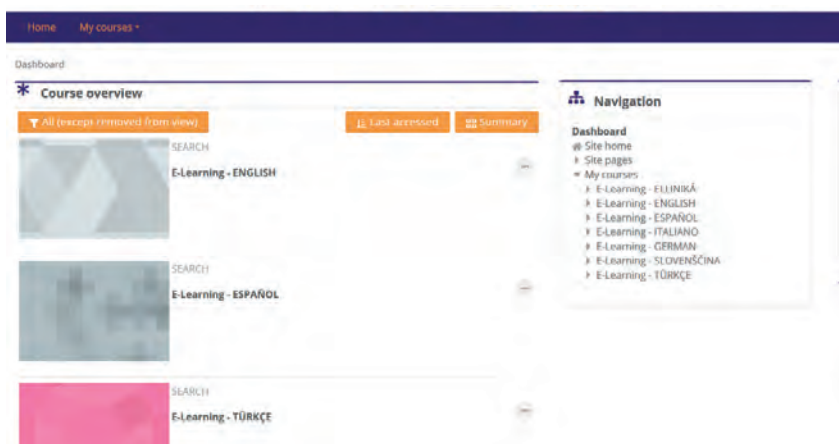 Home My courses
Dashboard
Course overview
All (except removed from view) Last accessed Summary
SEARCH
E-Learning - ENGLISH
SEARCH
E-Learning - ESPAÑOL
SEARCH
E-Learning - TÜRKÇE
Navigation
Dashboard
Site home
Site pages
My courses
E-Learning - ELLINIKÁ
E-Learning - ENGLISH
E-Learning - ESPAÑOL
E-Learning - ITALIANO
E-Learning - GERMAN
E-Learning - SLOVENŠČINA
E-Learning - TÜRKÇE